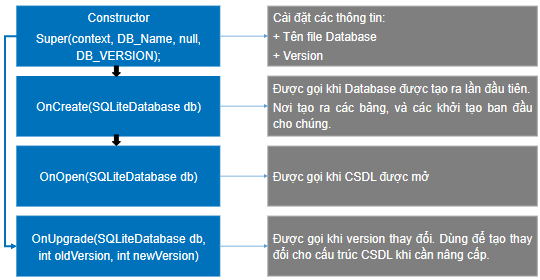 Constructor
Super(context, DB_Name, null,
DB_VERSION);
Cài đặt các thông tin:
+ Tên file Database
+ Version
OnCreate(SQLiteDatabase db)
Được gọi khi Database được tạo ra lần đầu tiên.
Nơi tạo ra các bảng, và các khởi tạo ban đầu
cho chúng.
OnOpen(SQLiteDatabase db)
Được gọi khi CSDL được mở
OnUpgrade(SQLiteDatabase db,
int oldVersion, int newVersion)
Được gọi khi version thay đổi. Dùng để tạo thay
đổi cho cấu trúc CSDL khi cần nâng cấp.